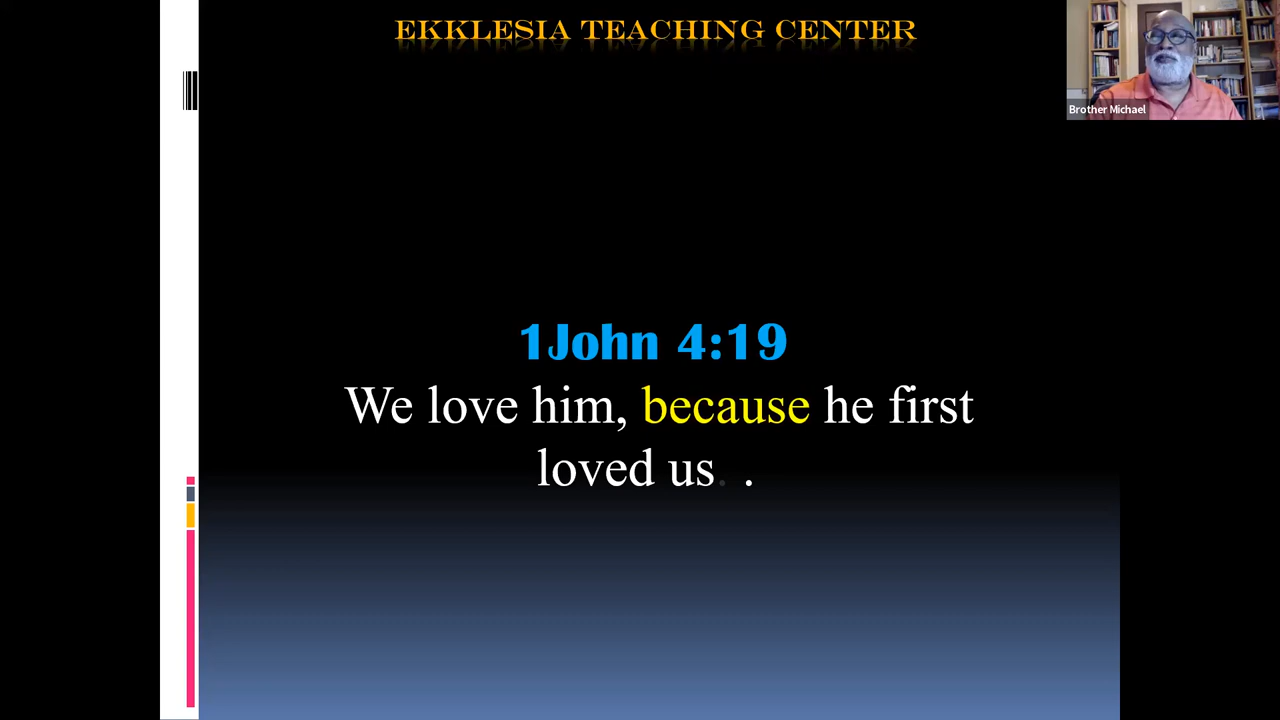 EKKLESIA TEACHING CENTER
Brother Michael
1John 4:19
We love him, because he first
loved us. .